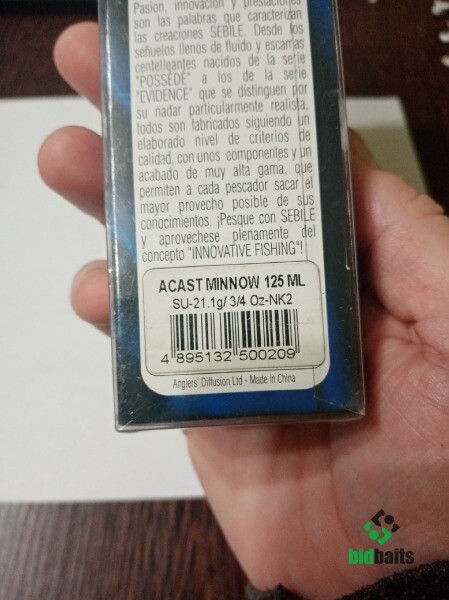 Pasión, innovación y prestaciones
son las palabras que caracterizan
las creaciones SEBILE. Desde los
señuelos llenos de fluido y escamas
centelleantes nacidos de la serie
"POSSEDE" a los de la serie
"EVIDENCE" que se distinguen por
su nadar particularmente realista,
todos son fabricados siguiendo un
elaborado nivel de criterios de
calidad, con unos componentes y un
acabado de muy alta gama, que
permiten a cada pescador sacar el
mayor provecho posible de sus
conocimientos. ¡Pesque con SEBILE
y aprovechese plenamente del
concepto "INNOVATIVE FISHING"!
ACAST MINNOW 125 ML
SU-21.1g/ 3/4 Oz-NK2
4 895132 500209
Anglers' Diffusion Ltd - Made in China
bidbaits